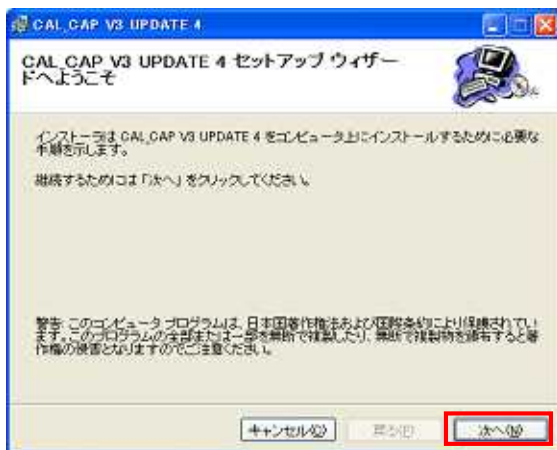 CAL_CAP V3 UPDATE 4
CAL_CAP V3 UPDATE 4 セットアップ ウィザー
ドへようこそ
インストーラは CAL_CAP V3 UPDATE 4 をコンピュータ上にインストールするために必要な
手順を示します。
継続するためには「次へ」をクリックしてください。
警告: このコンピュータ プログラムは、日本国著作権法および国際条約により保護されてい
ます。このプログラムの全部または一部を無断で複製したり、無断で複製物を頒布すると著
作権の侵害となりますのでご注意ください。
キャンセル(C)
戻る(P)
次へ(N)